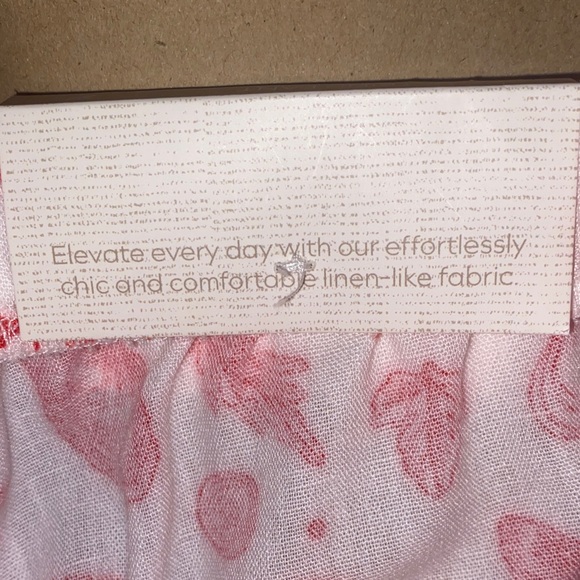 Elevate every day with our effortlessly
chic and comfortable linen-like fabric